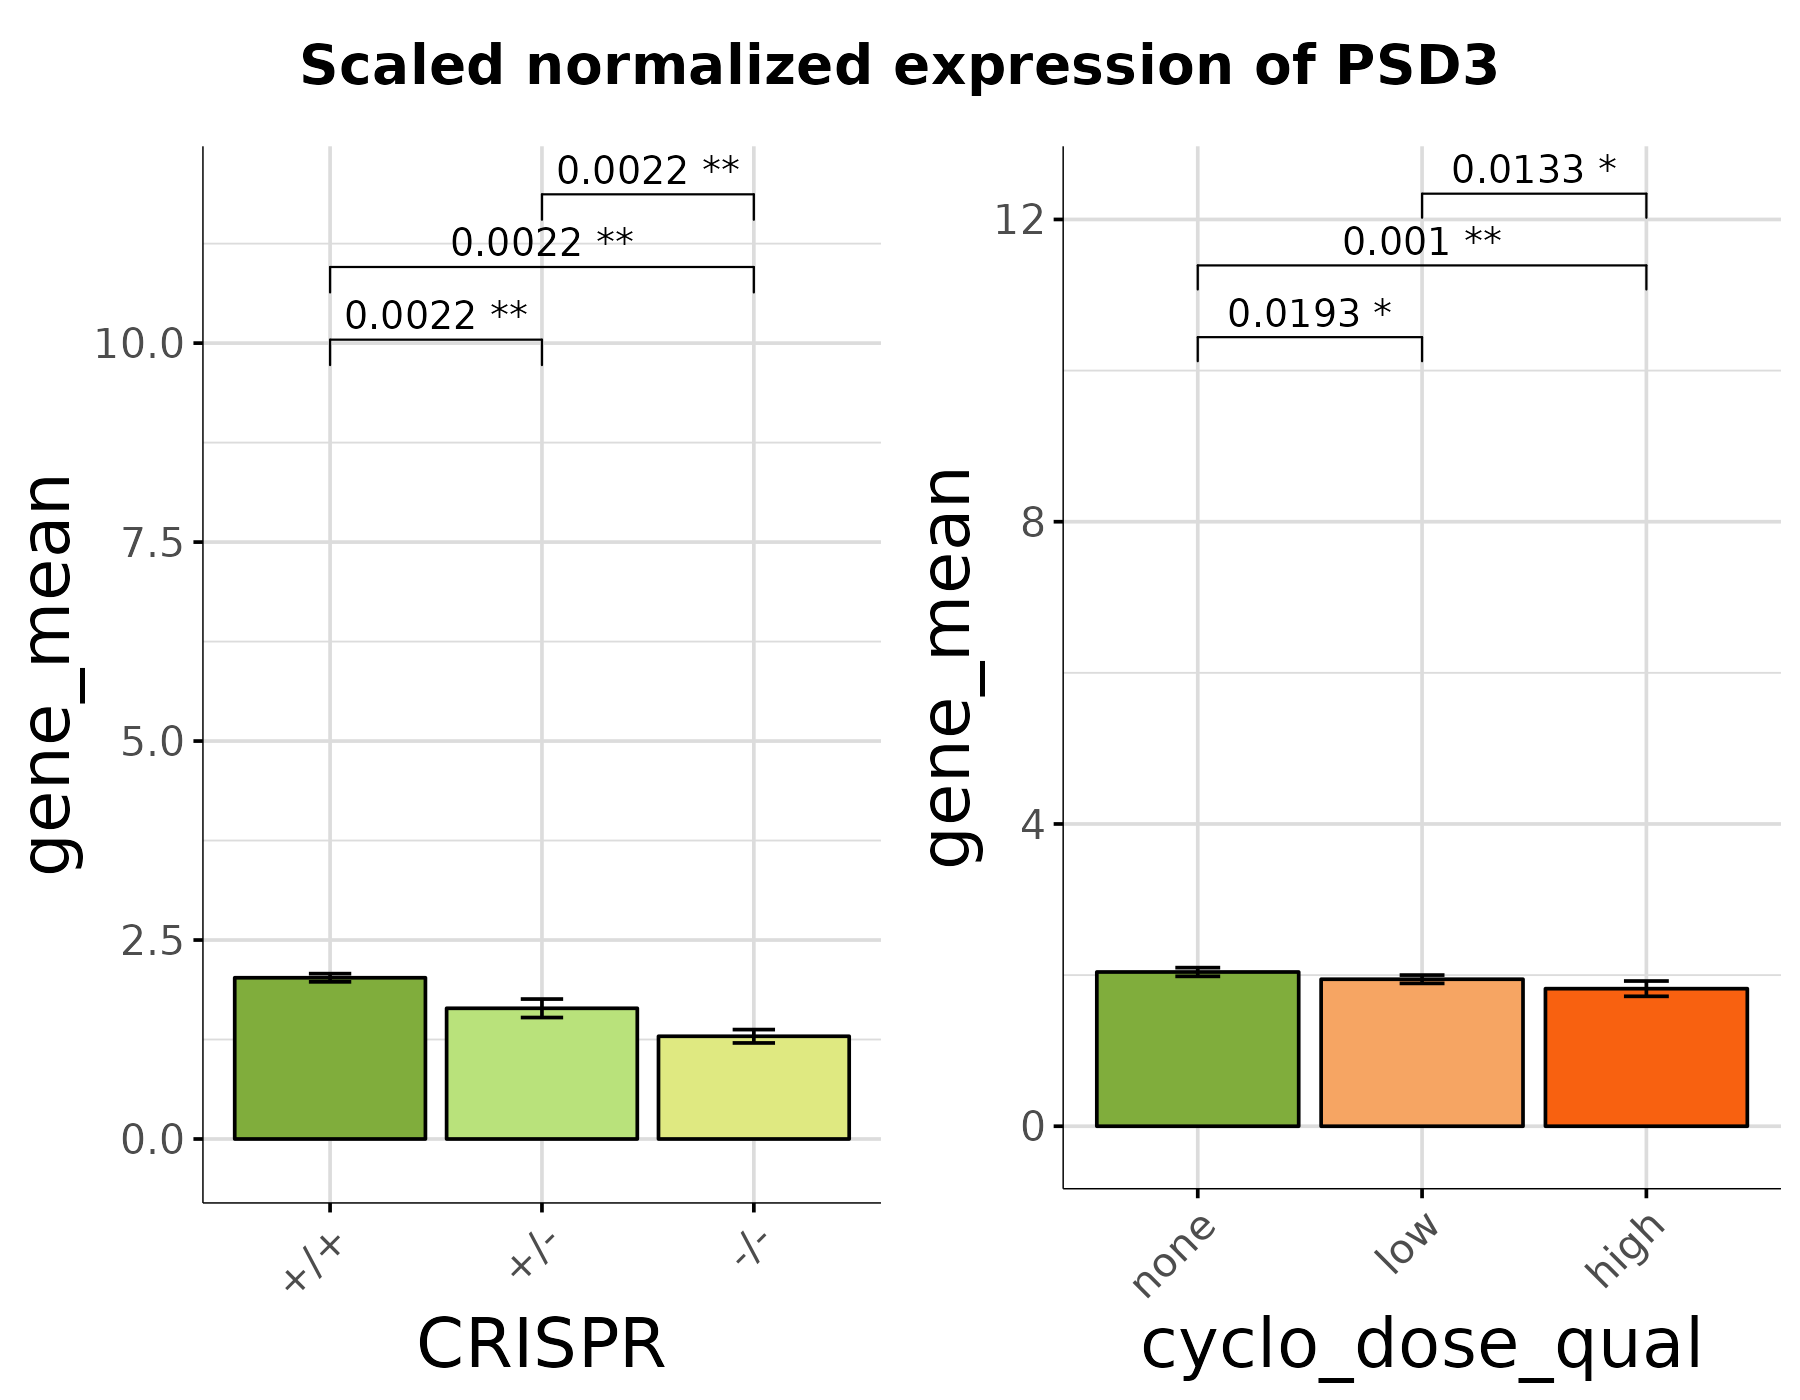 Scaled normalized expression of PSD3
0.0022 **
0.0022 **
0.0022 **
10.0
7.5
5.0
2.5
0.0
gene_mean
+/+
+/-
-/-
CRISPR
0.0133 *
0.001 **
0.0193 *
12
8
4
0
gene_mean
none
low
high
cyclo_dose_qual